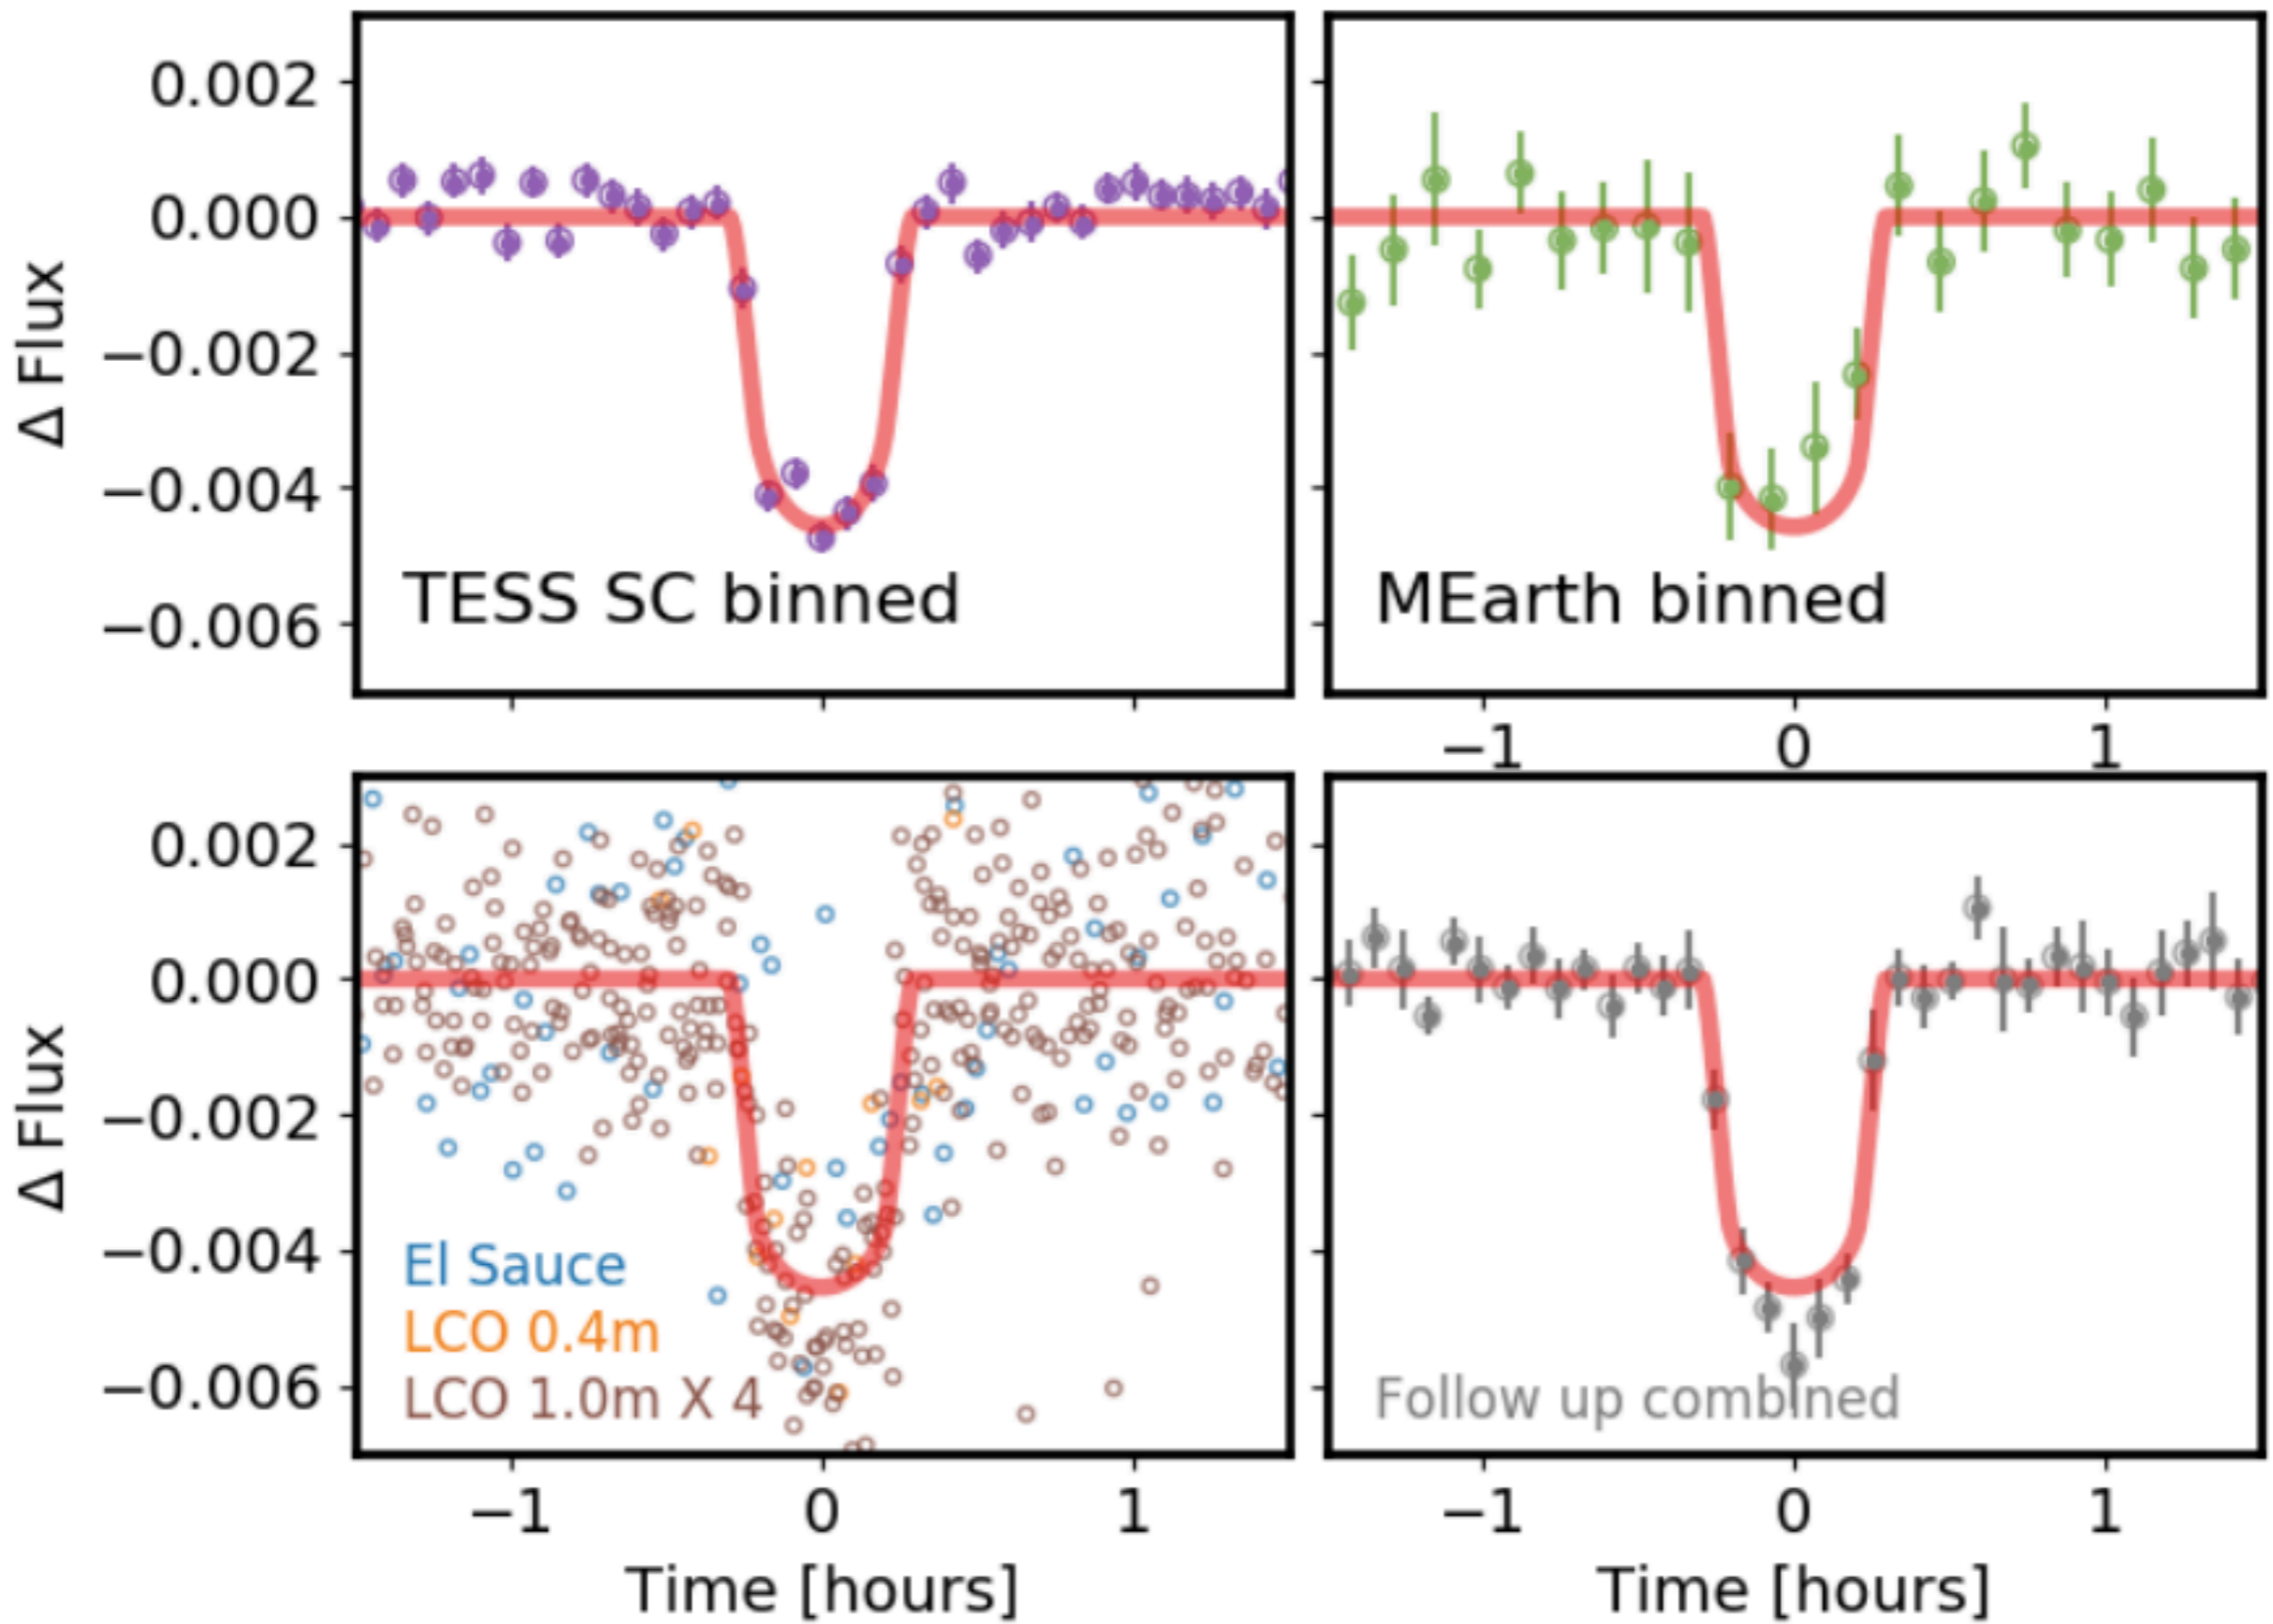 0.002
0.000
−0.002
−0.004
−0.006
Δ Flux
TESS SC binned
MEarth binned
−1
0
1
0.002
0.000
−0.002
−0.004
−0.006
Δ Flux
El Sauce
LCO 0.4m
LCO 1.0m X 4
Follow up combined
−1
0
1
−1
0
1
Time [hours]
Time [hours]